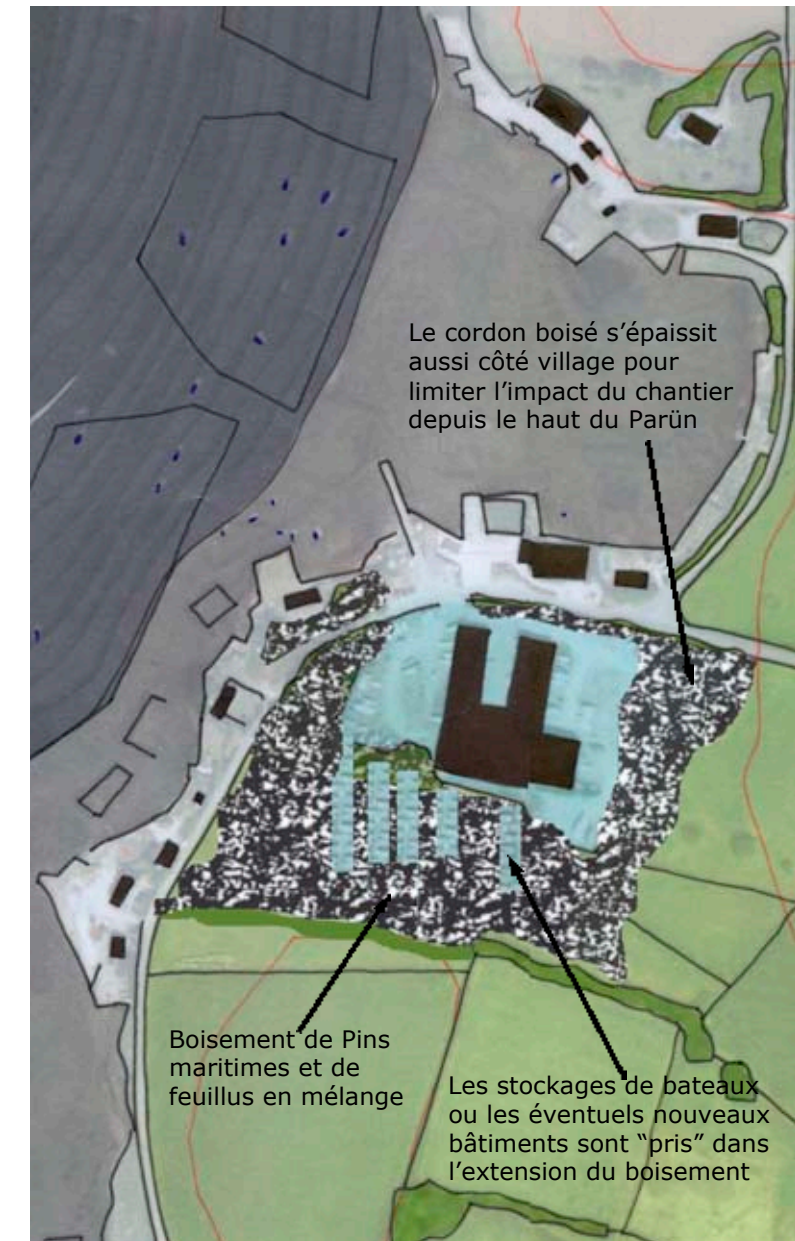 Le cordon boisé s’épaissit
aussi côté village pour
limiter l’impact du chantier
depuis le haut du Parün
Boisement de Pins
maritimes et de
feuillus en mélange
Les stockages de bateaux
ou les éventuels nouveaux
bâtiments sont “pris” dans
l’extension du boisement